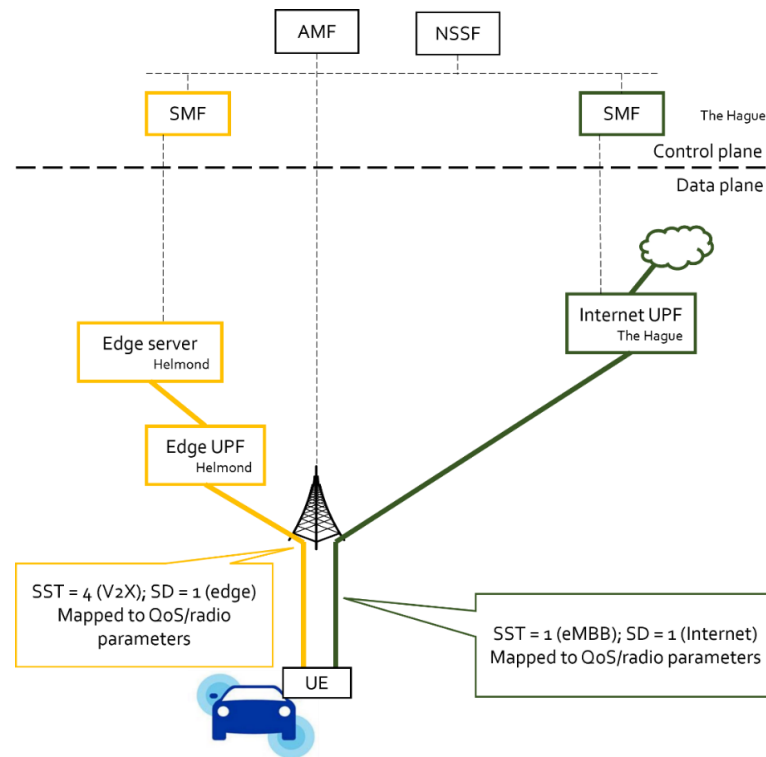 AMF
NSSF
SMF
SMF
The Hague
Control plane
Data plane
Internet UPF
The Hague
Edge server
Helmond
Edge UPF
Helmond
SST = 4 (V2X); SD = 1 (edge)
Mapped to QoS/radio
parameters
SST = 1 (eMBB); SD = 1 (Internet)
Mapped to QoS/radio parameters
UE